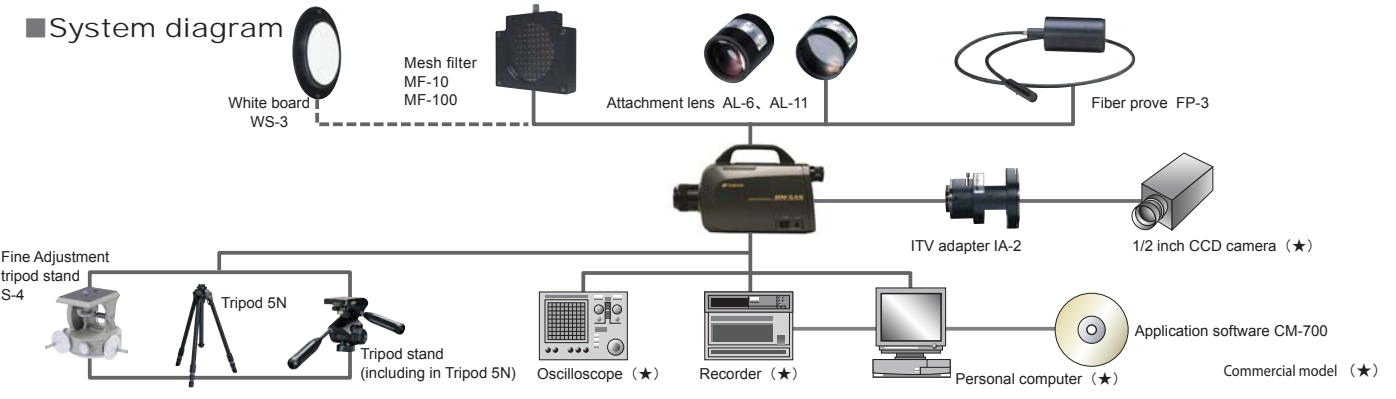 ■System diagram
White board
WS-3
Mesh filter
MF-10
MF-100
Attachment lens AL-6、AL-11
Fiber prove FP-3
ITV adapter IA-2
1/2 inch CCD camera（★）
Fine Adjustment
tripod stand
S-4
Tripod 5N
Tripod stand
(including in Tripod 5N)
Oscilloscope（★）
Recorder（★）
Personal computer（★）
Application software CM-700
Commercial model （★）